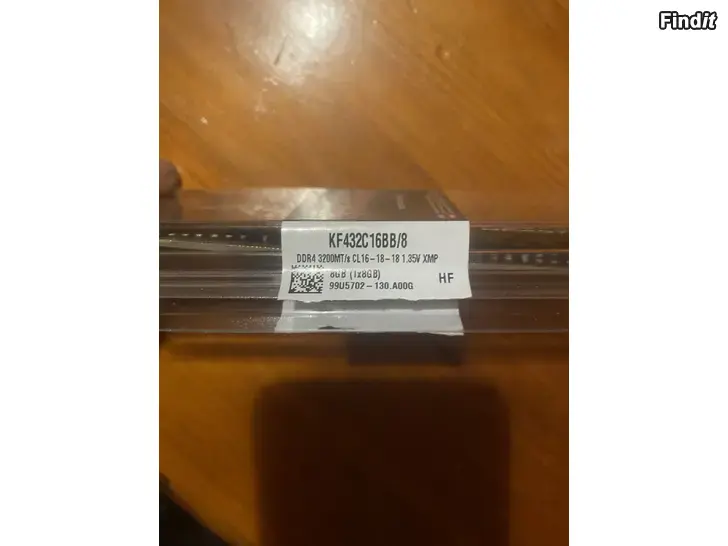 Findit
KF432C16BB/8
DDR4 3200MT/s CL16-18-18 1.35V XMP
8GB (1x8GB)
99U5702-130.A00G
HF